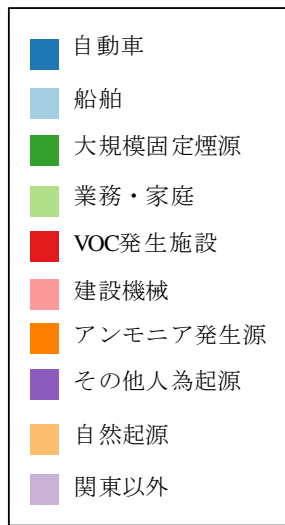 自動車
船舶
大規模固定煙源
業務・家庭
VOC発生施設
建設機械
アンモニア発生源
その他人為起源
自然起源
関東以外